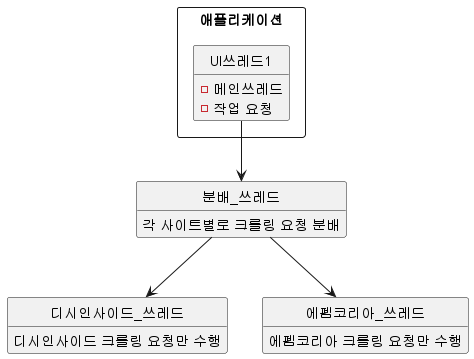 애플리케이션
UI쓰레드1
메인쓰레드
작업 요청
분배_쓰레드
각 사이트별로 크롤링 요청 분배
디시인사이드_쓰레드
디시인사이드 크롤링 요청만 수행
에펨코리아_쓰레드
에펨코리아 크롤링 요청만 수행